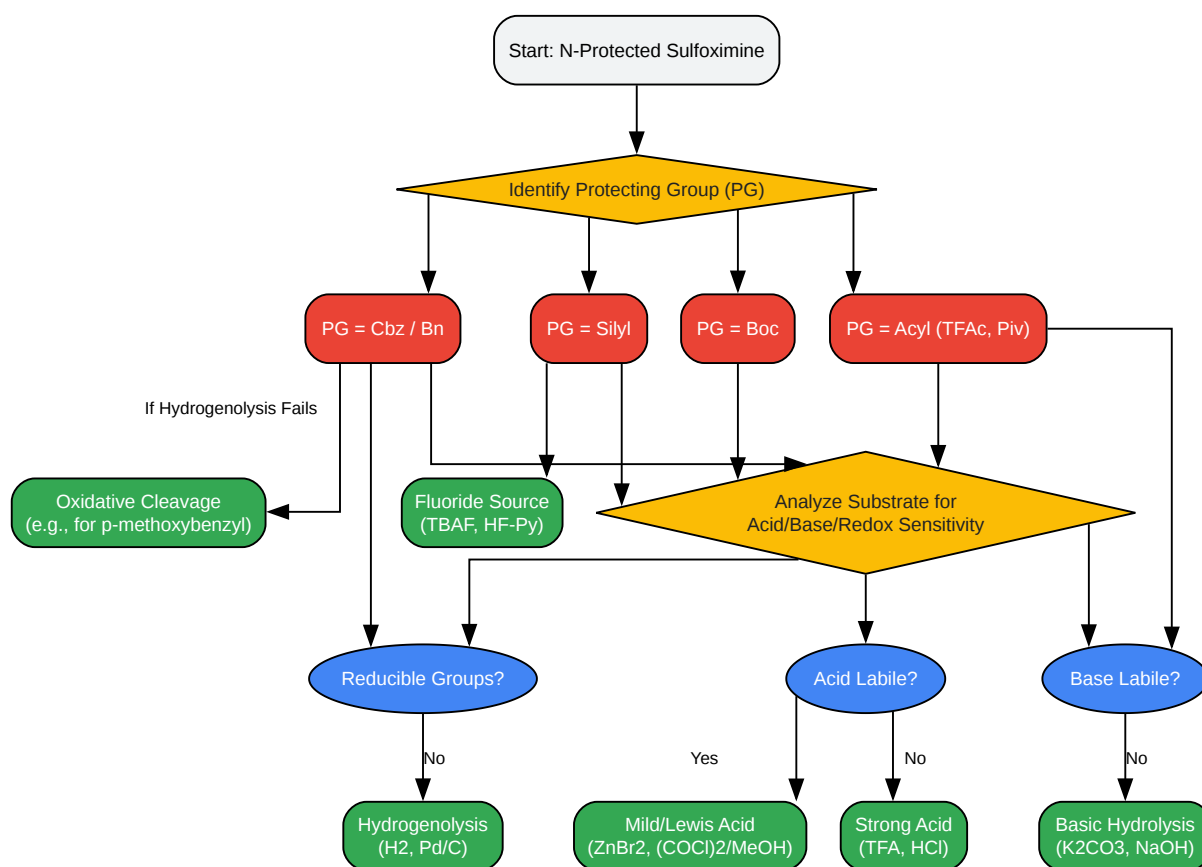 Start: N-Protected Sulfoximine
Identify Protecting Group (PG)
PG = Cbz / Bn
PG = Silyl
PG = Boc
PG = Acyl (TFAc, Piv)
If Hydrogenolysis Fails
Oxidative Cleavage
(e.g., for p-methoxybenzyl)
Fluoride Source
(TBAF, HF-Py)
Analyze Substrate for
Acid/Base/Redox Sensitivity
Reducible Groups?
Acid Labile?
Base Labile?
No
Yes
No
No
Hydrogenolysis
(H2, Pd/C)
Mild/Lewis Acid
(ZnBr2, (COCl)2/MeOH)
Strong Acid
(TFA, HCl)
Basic Hydrolysis
(K2CO3, NaOH)